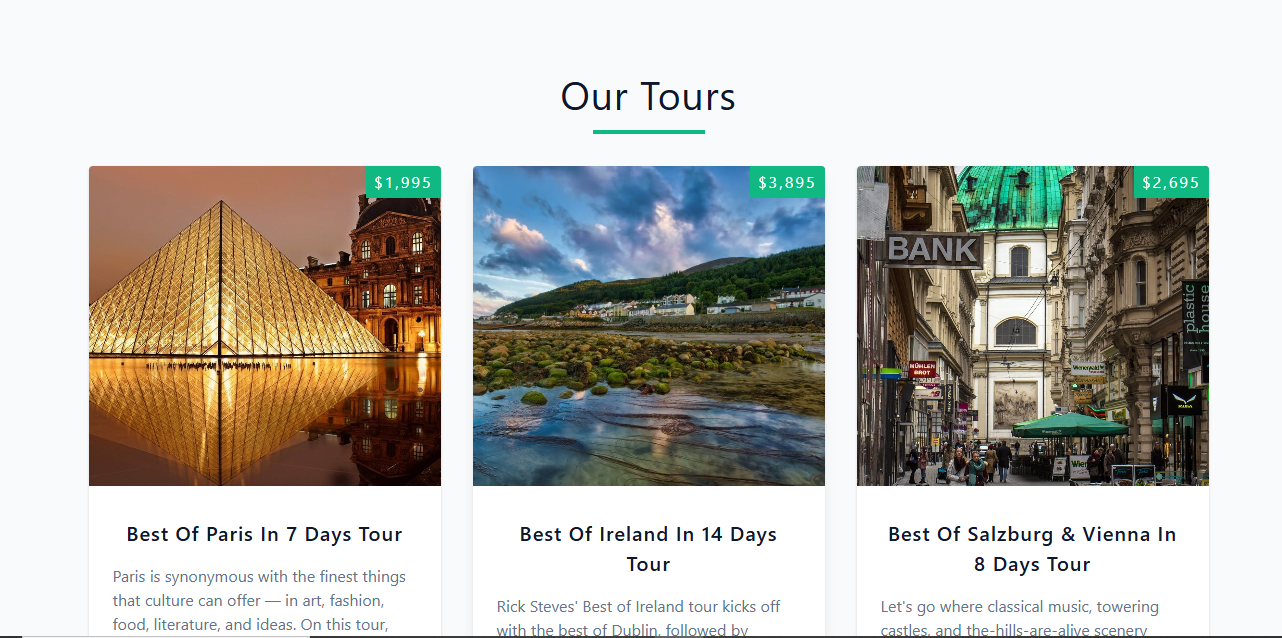 Our Tours
$1,995
$3,895
$2,695
BANK
plastic
house
MÜHLEN
BROT
Wienerwald
Wien
Best Of Paris In 7 Days Tour
Paris is synonymous with the finest things
that culture can offer — in art, fashion,
food, literature, and ideas. On this tour,
Best Of Ireland In 14 Days
Tour
Rick Steves' Best of Ireland tour kicks off
with the best of Dublin, followed by
Best Of Salzburg & Vienna In
8 Days Tour
Let's go where classical music, towering
castles, and the-hills-are-alive scenery